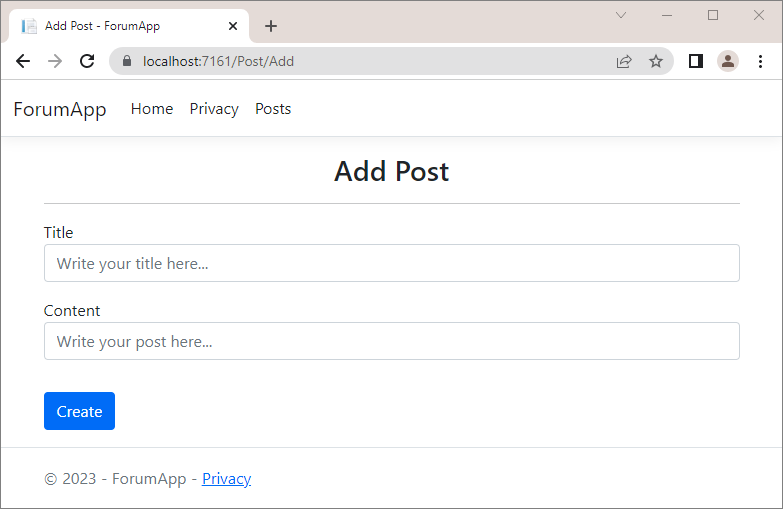 Add Post - ForumApp
localhost:7161/Post/Add
ForumApp Home Privacy Posts
Add Post
Title
Write your title here...
Content
Write your post here...
Create
© 2023 - ForumApp - Privacy